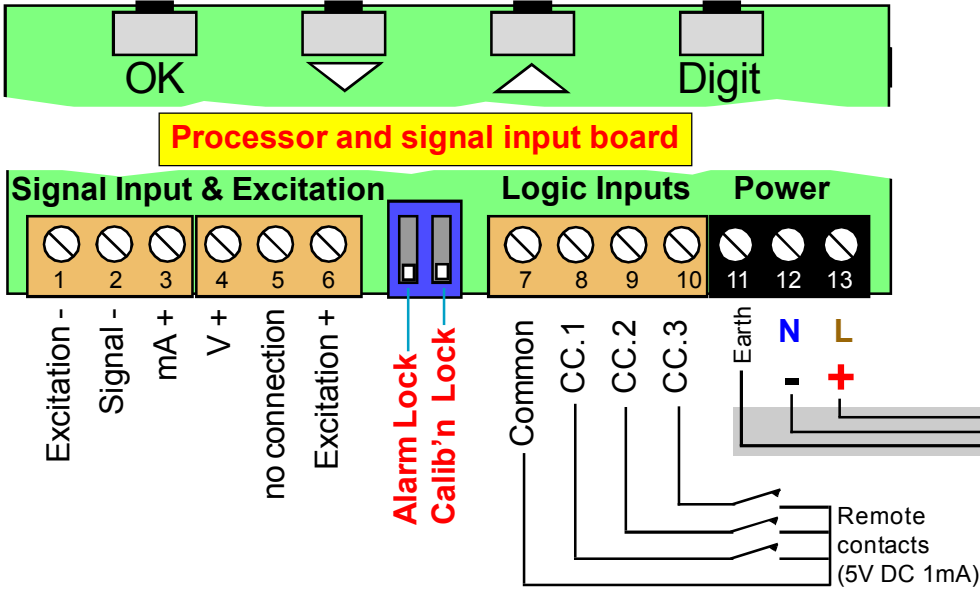 OK
Digit
Processor and signal input board
Signal Input & Excitation
Logic Inputs
Power
1
2
3
4
5
6
7
8
9
10
11
12
13
Excitation -
Signal -
mA +
V +
no connection
Excitation +
Alarm Lock
Calib'n Lock
Common
CC.1
CC.2
CC.3
Earth
N
L
-
+
Remote
contacts
(5V DC 1mA)